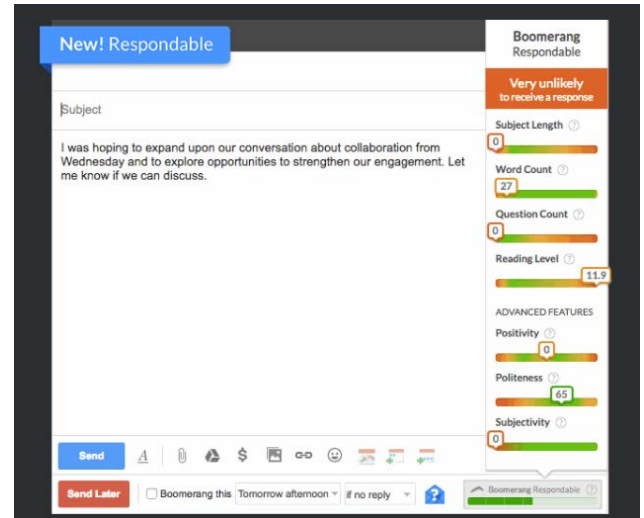 New! Respondable
Subject
I was hoping to expand upon our conversation about collaboration from
Wednesday and to explore opportunities to strengthen our engagement. Let
me know if we can discuss.
Boomerang
Respondable
Very unlikely
to receive a response
Subject Length ?
0
Word Count ?
27
Question Count ?
0
Reading Level ?
11.9
ADVANCED FEATURES
Positivity ?
0
Politeness ?
65
Subjectivity ?
0
Send A $
Send Later Boomerang this Tomorrow afternoon if no reply ?
Boomerang Respondable ?